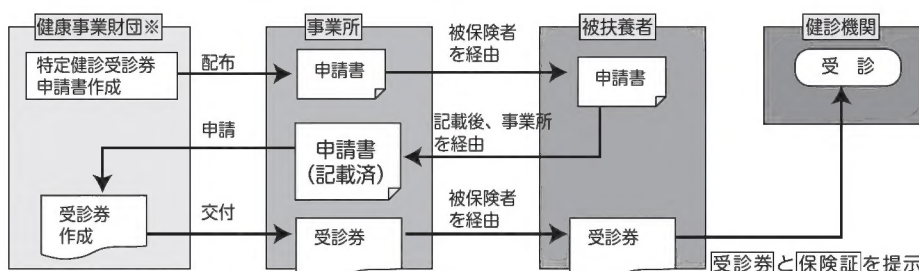 健康事業財団※
事業所
被扶養者
健診機関
特定健診受診券
申請書作成
配布
申請書
被保険者
を経由
申請書
受 診
申請
申請書
(記載済)
記載後、事業所
を経由
受診券
作成
交付
受診券
被保険者
を経由
受診券
受診券と保険証を提示